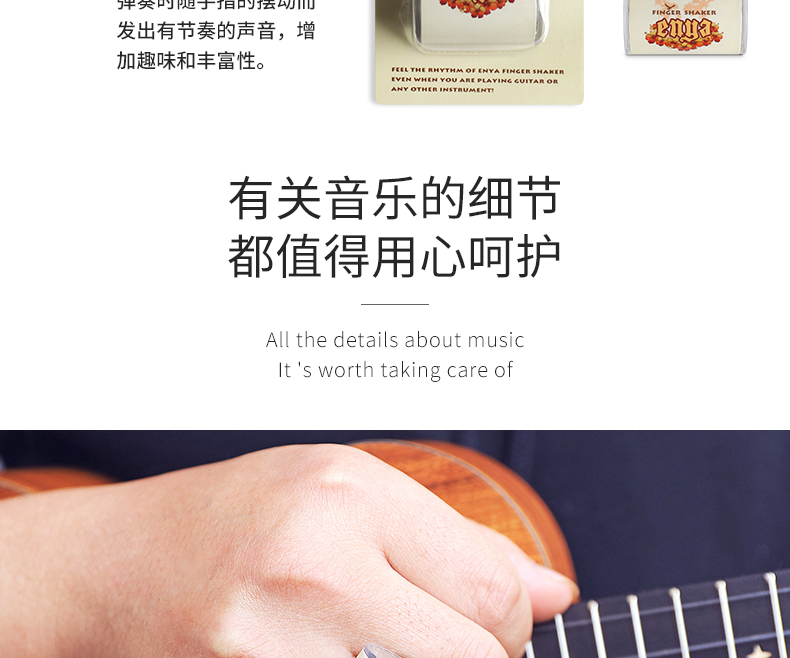 弹奏时随手指的摆动而
发出有节奏的声音，增
加趣味和丰富性。
FEEL THE RHYTHM OF ENYA FINGER SHAKER
EVEN WHEN YOU ARE PLAYING GUITAR OR
ANY OTHER INSTRUMENT!
FINGER SHAKER
enya
有关音乐的细节
都值得用心呵护
All the details about music
It 's worth taking care of